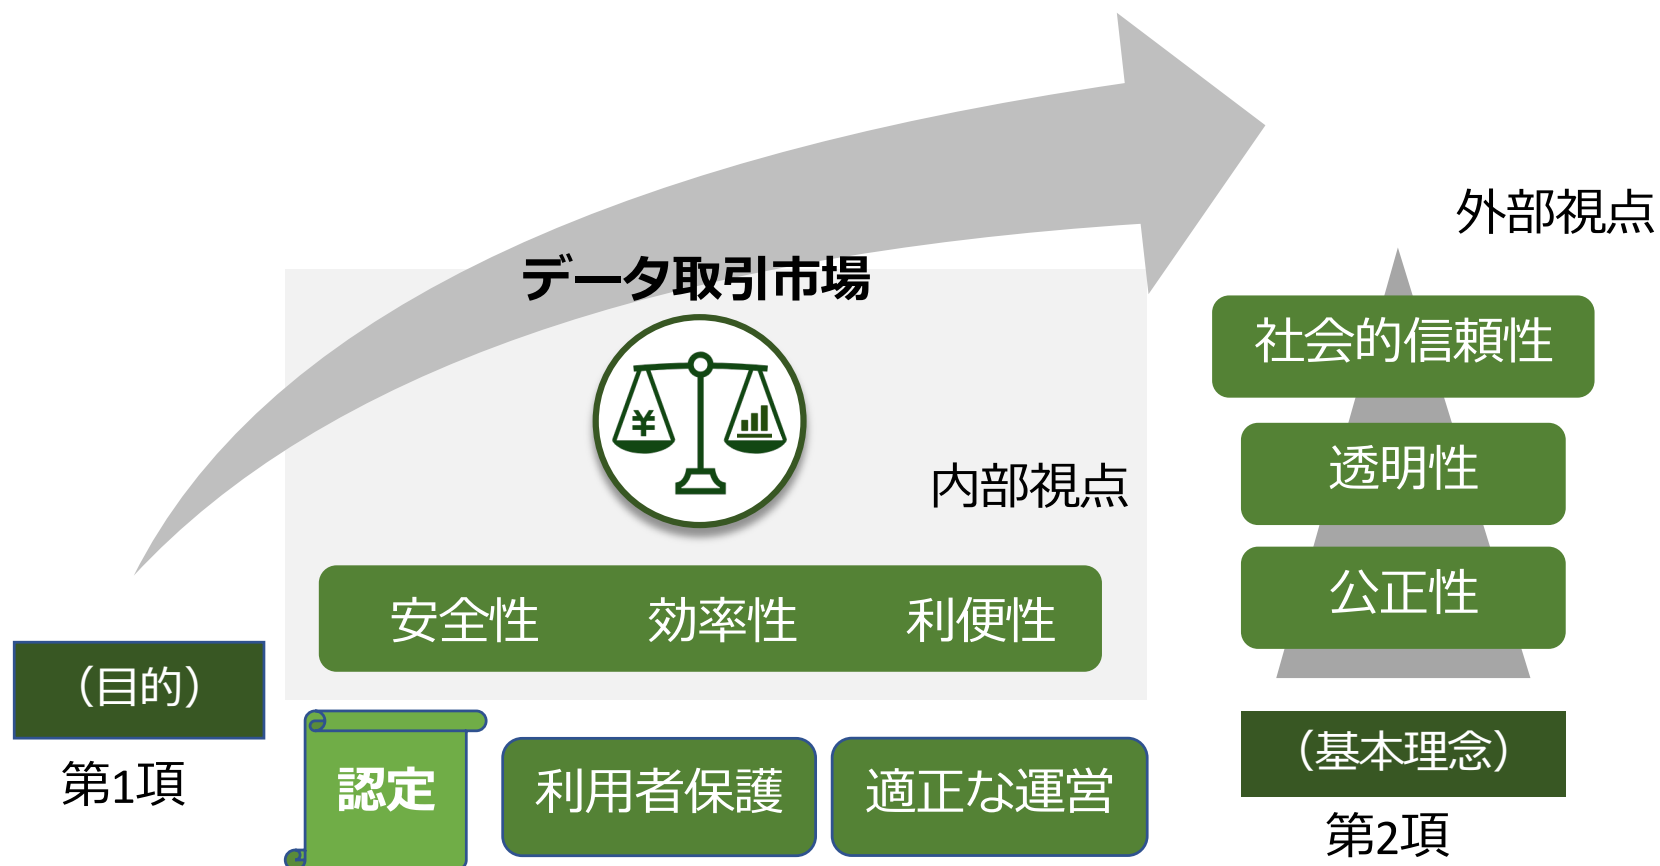 外部視点
データ取引市場
¥
内部視点
安全性 効率性 利便性
社会的信頼性
透明性
公正性
（目的）
第1項
認定
利用者保護
適正な運営
（基本理念）
第2項